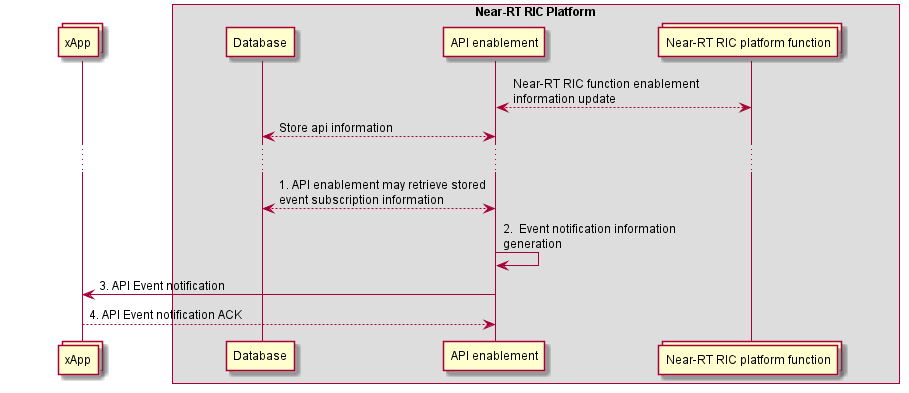 Near-RT RIC Platform
xApp
Database
API enablement
Near-RT RIC platform function
Near-RT RIC function enablement
information update
Store api information
1. API enablement may retrieve stored
event subscription information
2.  Event notification information
generation
3. API Event notification
4. API Event notification ACK
xApp
Database
API enablement
Near-RT RIC platform function